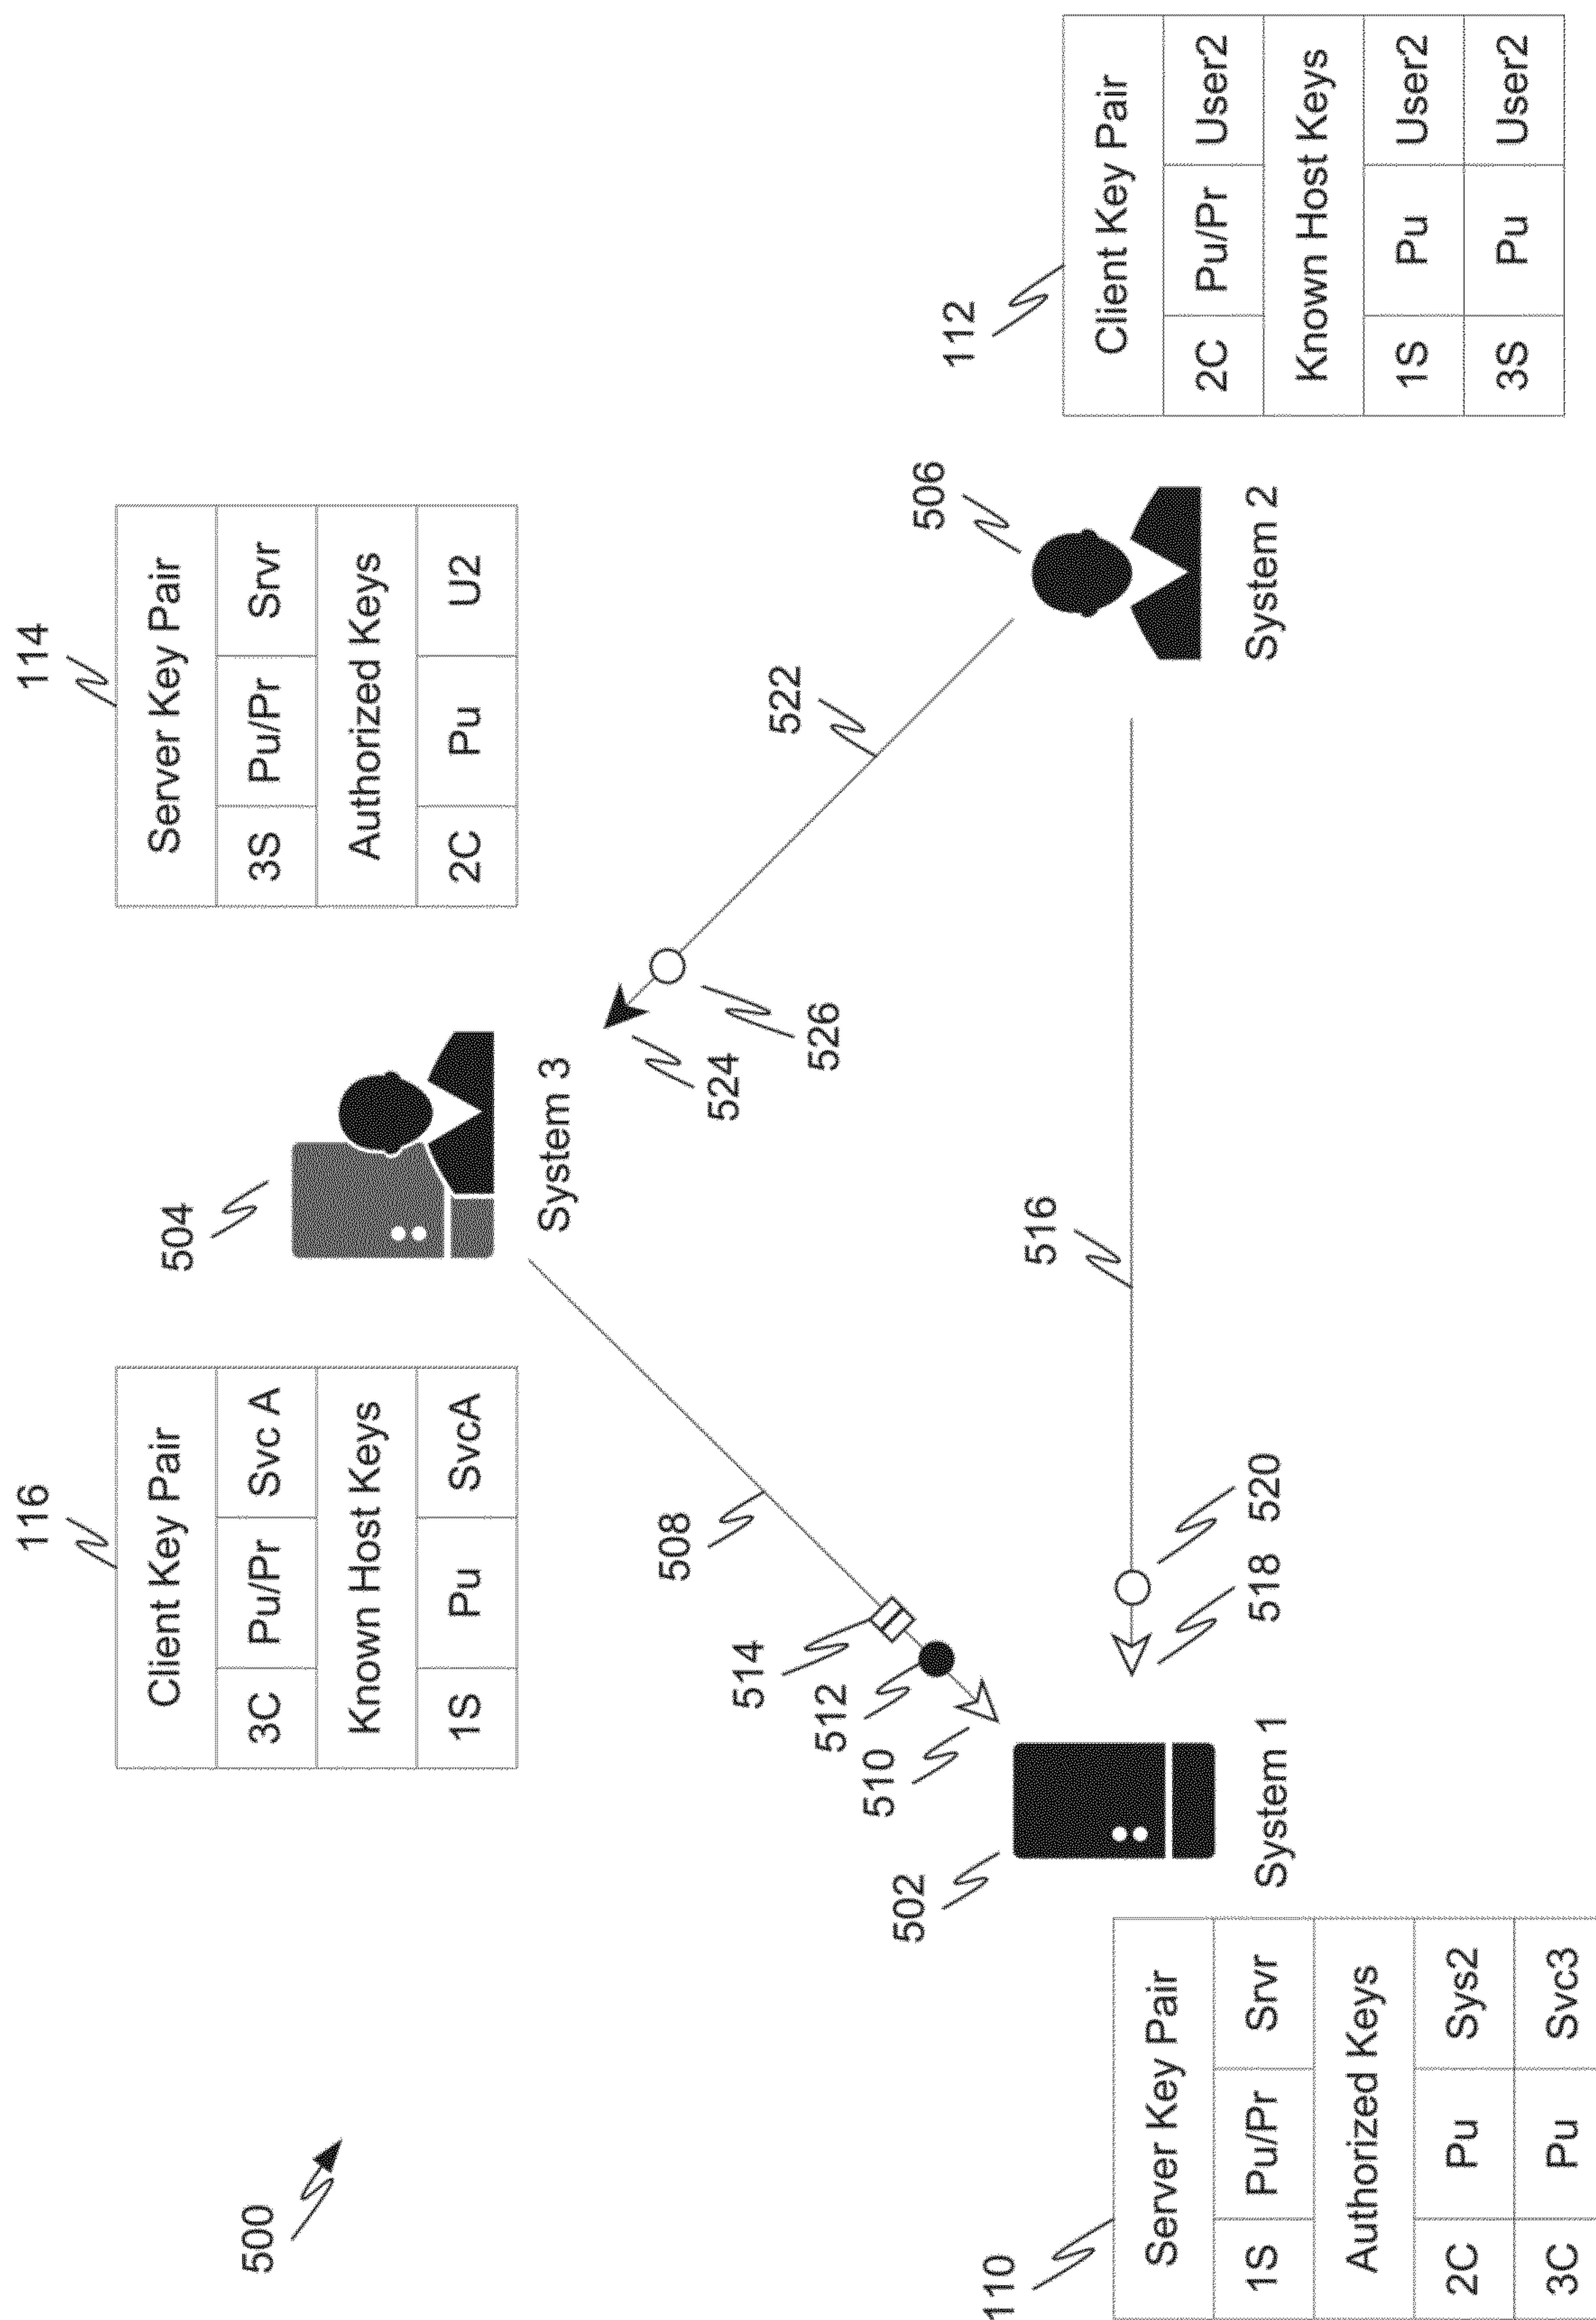 500
116
Client Key Pair
3C Pu/Pr Svc A
Known Host Keys
1S Pu SvcA
114
Server Key Pair
3S Pu/Pr Srvr
Authorized Keys
2C Pu U2
504
System 3
508
514
512
510
524
526
522
502
System 1
516
520
518
506
System 2
110
Server Key Pair
1S Pu/Pr Srvr
Authorized Keys
2C Pu Sys2
3C Pu Svc3
112
Client Key Pair
2C Pu/Pr User2
Known Host Keys
1S Pu User2
3S Pu User2